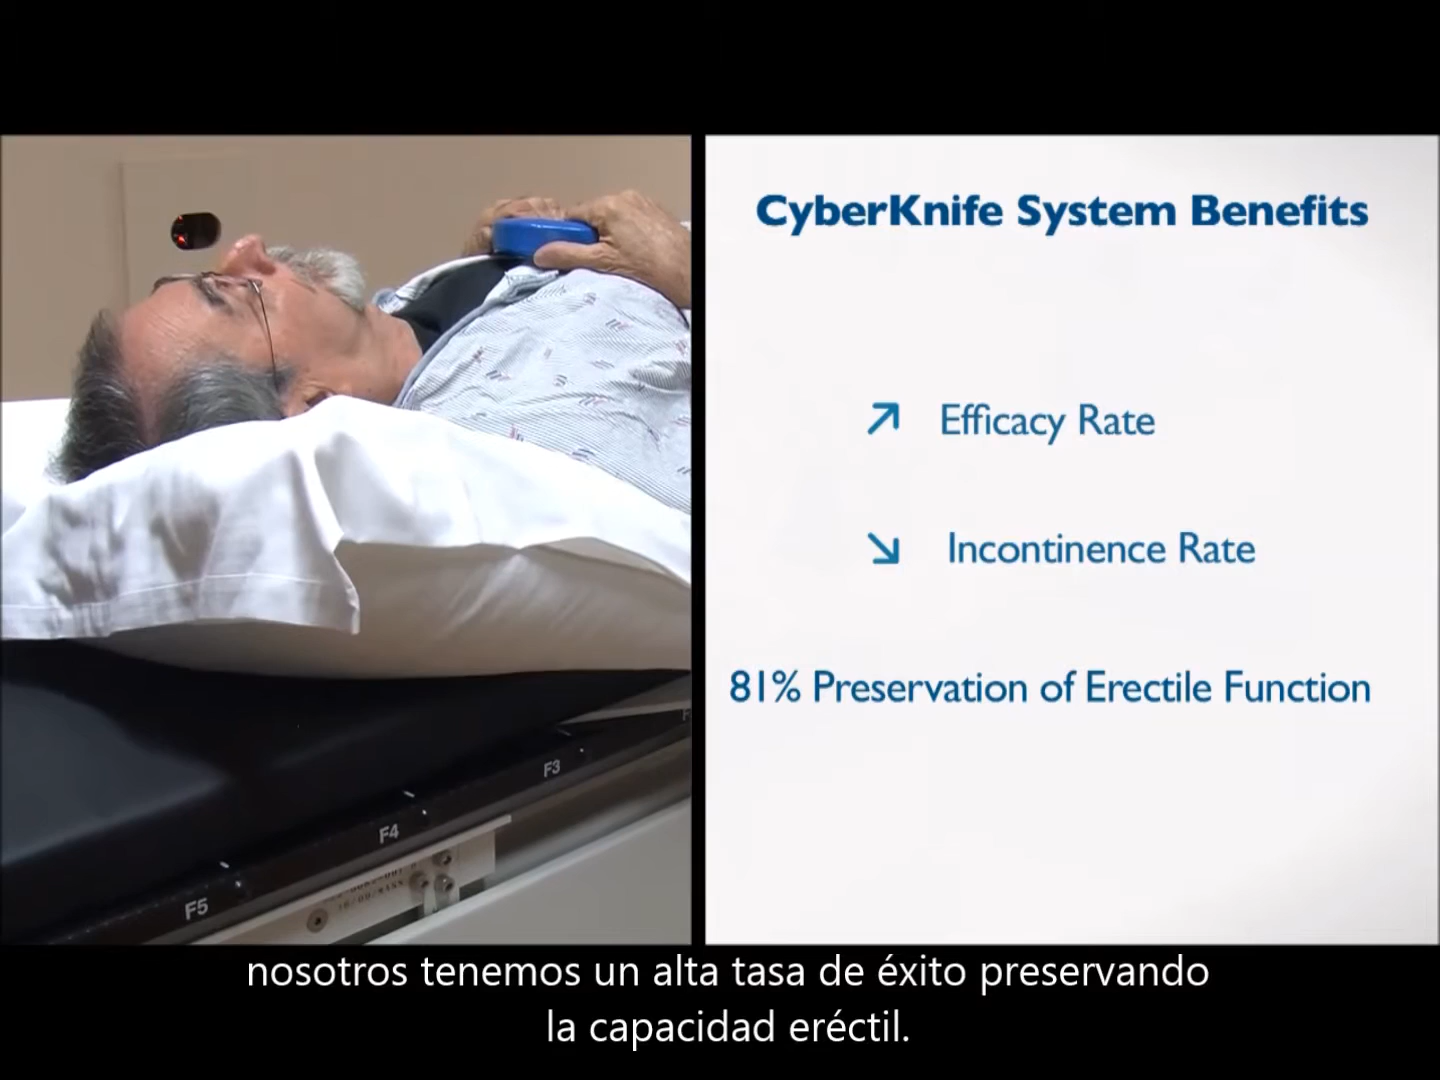 CyberKnife System Benefits
Efficacy Rate
Incontinence Rate
81% Preservation of Erectile Function
F3
F4
F5
nosotros tenemos un alta tasa de éxito preservando
la capacidad eréctil.